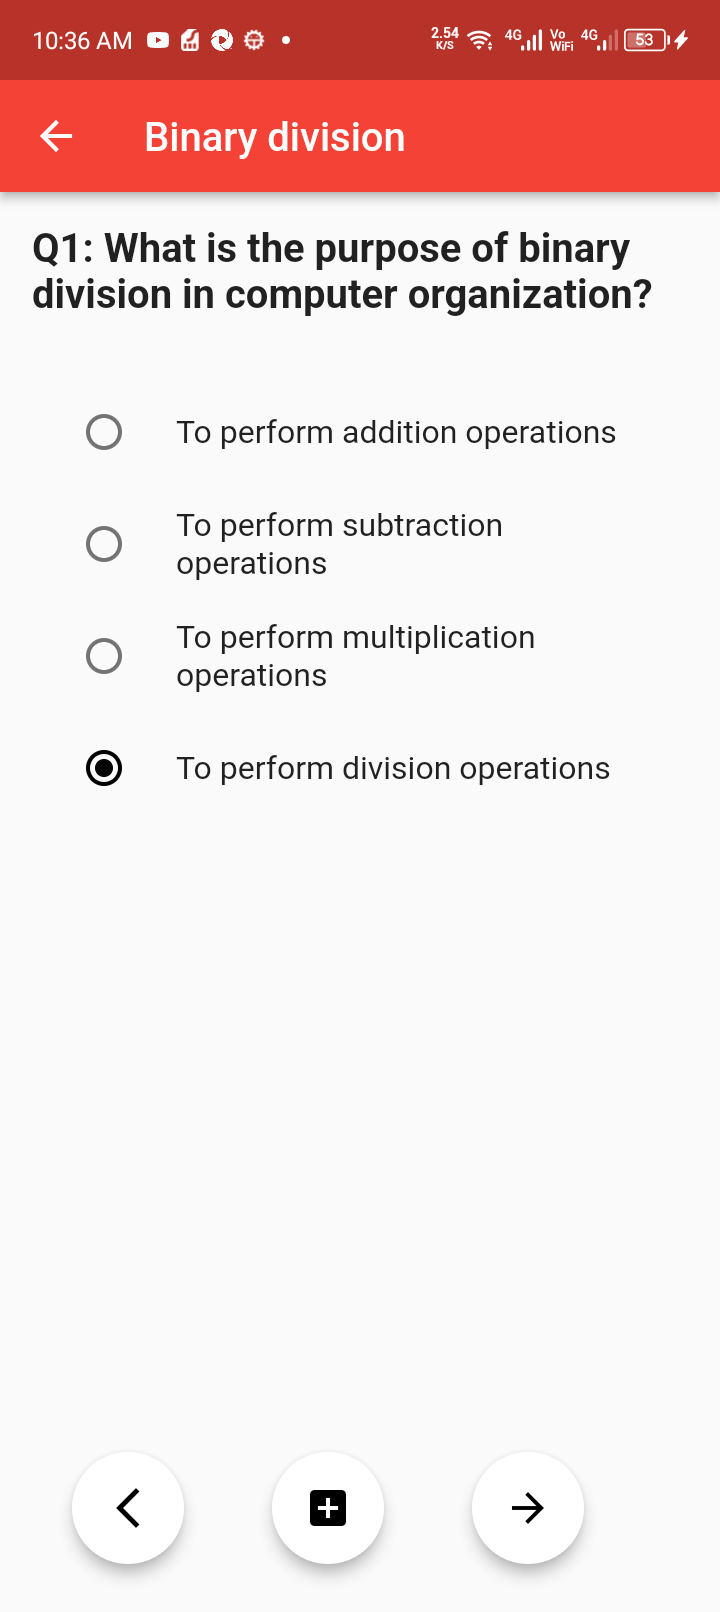 10:36 AM 2.54 K/S 4G Vo WiFi 4G 53
Binary division
Q1: What is the purpose of binary
division in computer organization?
To perform addition operations
To perform subtraction
operations
To perform multiplication
operations
To perform division operations